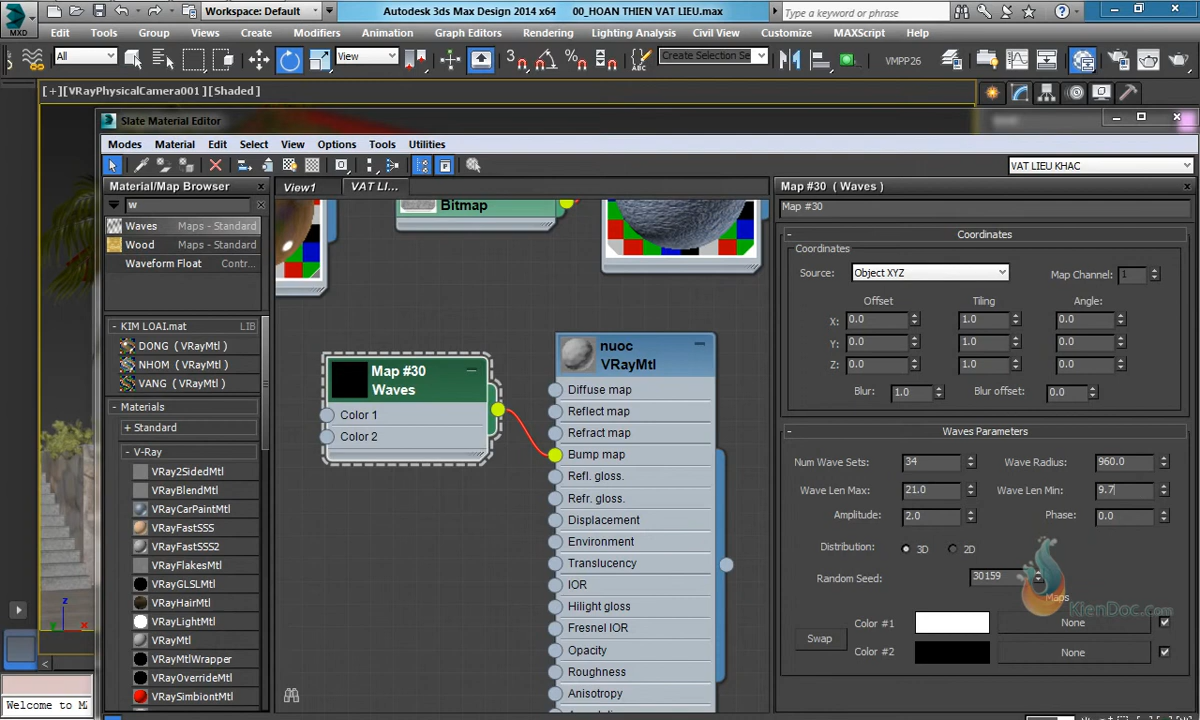 Workspace: Default
Autodesk 3ds Max Design 2014 x64
00_HOAN THIEN VAT LIEU.max
Type a keyword or phrase
MXD
Edit
Tools
Group
Views
Create
Modifiers
Animation
Graph Editors
Rendering
Lighting Analysis
Civil View
Customize
MAXScript
Help
All
View
3
Create Selection Se
VMPP26
[+][VRayPhysicalCamera001][Shaded]
Slate Material Editor
Modes
Material
Edit
Select
View
Options
Tools
Utilities
VAT LIEU KHAC
Material/Map Browser
w
Waves
Maps - Standard
Wood
Maps - Standard
Waveform Float
Contr...
- KIM LOAI.mat
LIB
DONG ( VRayMtl )
NHOM ( VRayMtl )
VANG ( VRayMtl )
- Materials
+ Standard
- V-Ray
VRay2SidedMtl
VRayBlendMtl
VRayCarPaintMtl
VRayFastSSS
VRayFastSSS2
VRayFlakesMtl
VRayGLSLMtl
VRayHairMtl
VRayLightMtl
VRayMtl
VRayMtlWrapper
VRayOverrideMtl
VRaySimbiontMtl
View1
VAT LI...
Bitmap
Map #30
Waves
Color 1
Color 2
nuoc
VRayMtl
Diffuse map
Reflect map
Refract map
Bump map
Refl. gloss.
Refr. gloss.
Displacement
Environment
Translucency
IOR
Hilight gloss
Fresnel IOR
Opacity
Roughness
Anisotropy
Map #30 ( Waves )
Map #30
- Coordinates
Coordinates
Source:
Object XYZ
Map Channel:
1
Offset
Tiling
Angle:
X:
0.0
1.0
0.0
Y:
0.0
1.0
0.0
Z:
0.0
1.0
0.0
Blur:
1.0
Blur offset:
0.0
- Waves Parameters
Num Wave Sets:
34
Wave Radius:
960.0
Wave Len Max:
21.0
Wave Len Min:
9.7
Amplitude:
2.0
Phase:
0.0
Distribution:
3D
2D
Random Seed:
30159
Maps
KienDoc.com
Swap
Color #1
None
Color #2
None
z
x
Welcome to M